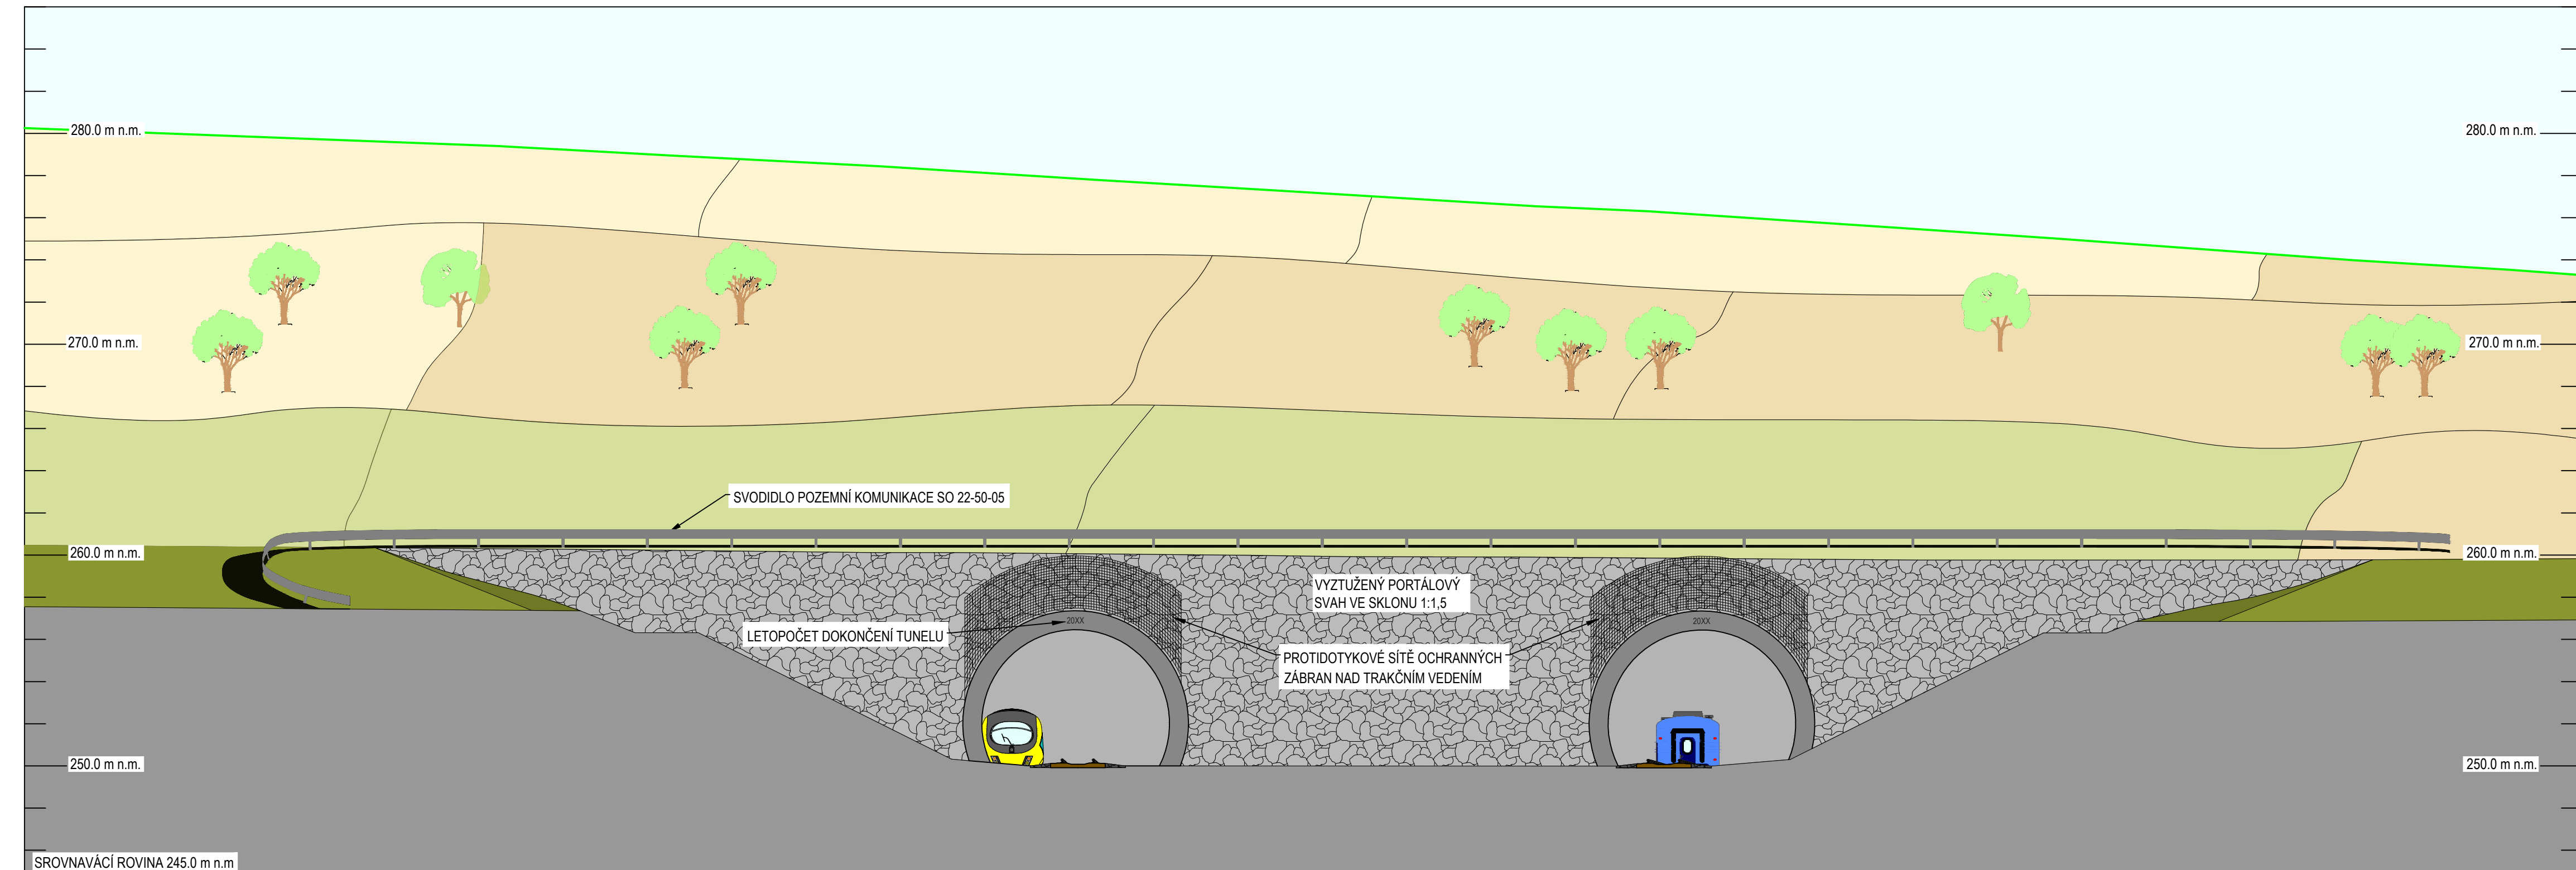 280.0 m n.m.
280.0 m n.m.
270.0 m n.m.
270.0 m n.m.
SVODIDLO POZEMNÍ KOMUNIKACE SO 22-50-05
260.0 m n.m.
260.0 m n.m.
VYZTUŽENÝ PORTÁLOVÝ
SVAH VE SKLONU 1:1,5
20XX
20XX
LETOPOČET DOKONČENÍ TUNELU
PROTIDOTYKOVÉ SÍTĚ OCHRANNÝCH
ZÁBRAN NAD TRAKČNÍM VEDENÍM
250.0 m n.m.
250.0 m n.m.
SROVNAVÁCÍ ROVINA 245.0 m n.m